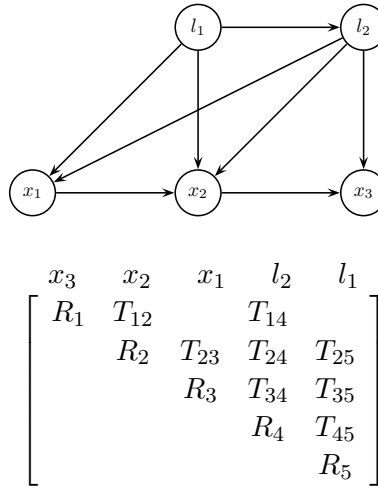 l₁ l₂
x₁ x₂ x₃
x₃ x₂ x₁ l₂ l₁
R₁ T₁₂ T₁₄
R₂ T₂₃ T₂₄ T₂₅
R₃ T₃₄ T₃₅
R₄ T₄₅
R₅